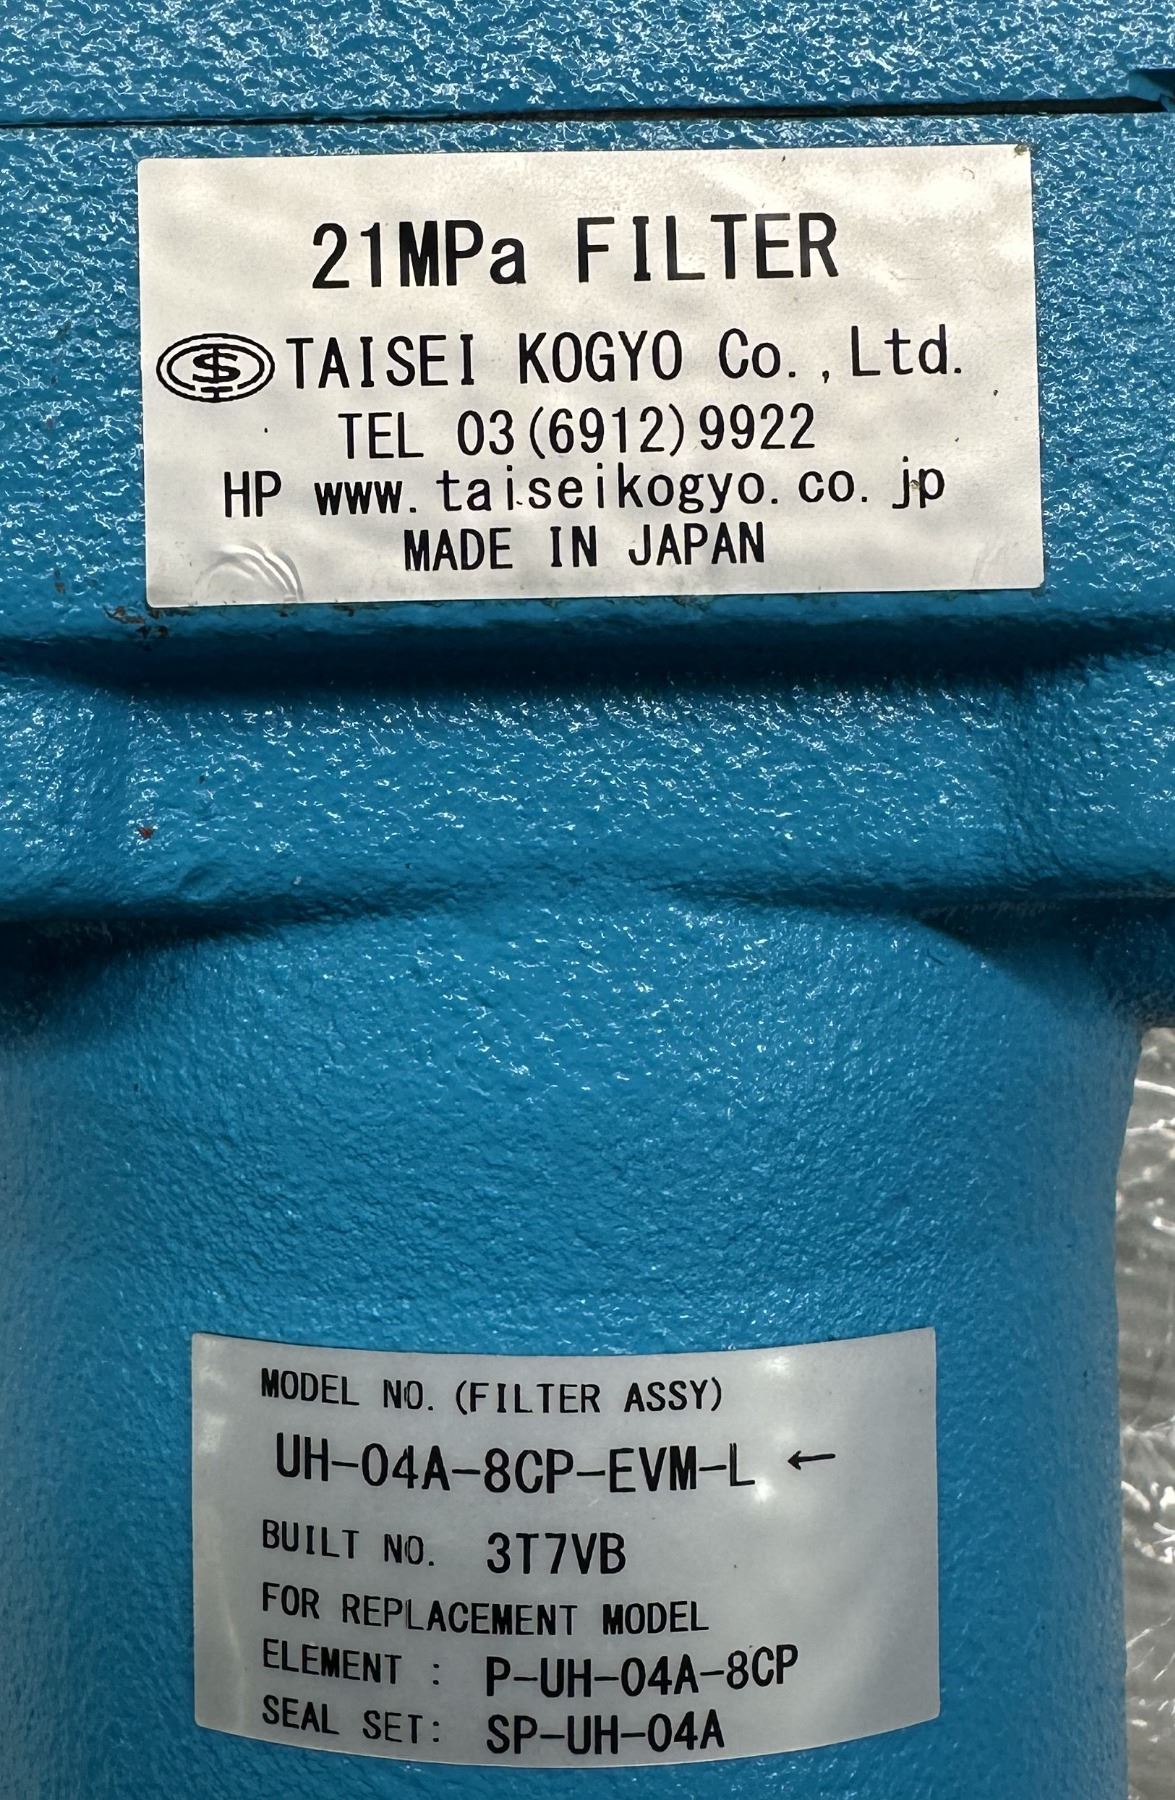 21MPa FILTER
TAISEI KOGYO Co.,Ltd.
TEL 03(6912)9922
HP www.taiseikogyo.co.jp
MADE IN JAPAN
MODEL NO.(FILTER ASSY)
UH-04A-8CP-EVM-L ←
BUILT NO. 3T7VB
FOR REPLACEMENT MODEL
ELEMENT : P-UH-04A-8CP
SEAL SET: SP-UH-04A